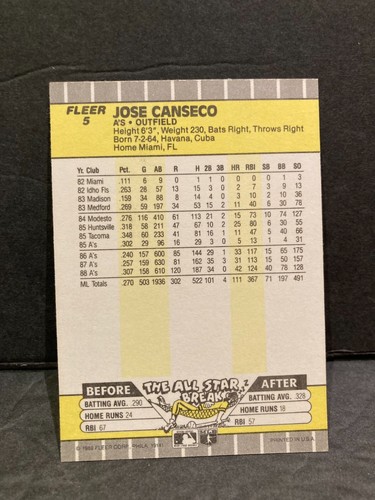 FLEER
5
JOSE CANSECO
A'S • OUTFIELD
Height 6'3", Weight 230, Bats Right, Throws Right
Born 7-2-64, Havana, Cuba
Home Miami, FL
Yr. Club Pct. G AB R H 2B 3B HR RBI SB BB SO
82 Miami .111 6 9 0 1 1 0 0 0 0 1 3
82 Idho Fls .263 28 57 13 15 3 0 2 7 3 9 13
83 Madison .159 34 88 8 14 4 0 3 10 2 10 36
83 Medford .269 59 197 34 53 15 2 11 40 6 30 78
84 Modesto .276 116 410 61 113 21 2 15 73 10 74 127
85 Huntsville .318 58 211 47 67 10 2 25 80 6 30 55
85 Tacoma .348 60 233 41 81 16 1 11 47 5 40 66
85 A's .302 29 96 16 29 3 0 5 13 1 4 31
86 A's .240 157 600 85 144 29 1 33 117 15 65 175
87 A's .257 159 630 81 162 35 3 31 113 15 50 157
88 A's .307 158 610 120 187 34 0 42 124 40 78 128
ML Totals .270 503 1936 302 522 101 4 111 367 71 197 491
BEFORE THE ALL STAR BREAK AFTER
BATTING AVG. .290 BATTING AVG. .328
HOME RUNS 24 HOME RUNS 18
RBI 67 RBI 57
© 1989 FLEER CORP. PHILA. 19141 PRINTED IN U.S.A.